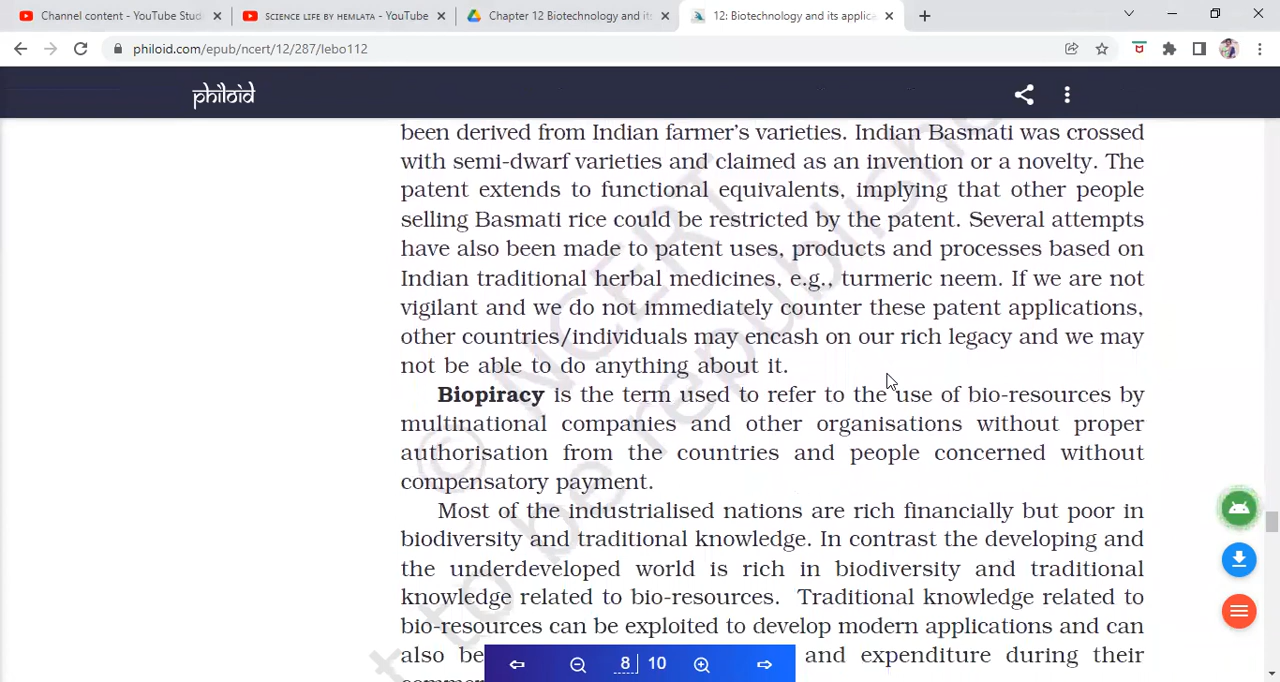 Channel content - YouTube Stud
SCIENCE LIFE BY HEMLATA - YouTube
Chapter 12 Biotechnology and its
12: Biotechnology and its applica
philoid.com/epub/ncert/12/287/lebo112
philoid
been derived from Indian farmer's varieties. Indian Basmati was crossed
with semi-dwarf varieties and claimed as an invention or a novelty. The
patent extends to functional equivalents, implying that other people
selling Basmati rice could be restricted by the patent. Several attempts
have also been made to patent uses, products and processes based on
Indian traditional herbal medicines, e.g., turmeric neem. If we are not
vigilant and we do not immediately counter these patent applications,
other countries/individuals may encash on our rich legacy and we may
not be able to do anything about it.
Biopiracy is the term used to refer to the use of bio-resources by
multinational companies and other organisations without proper
authorisation from the countries and people concerned without
compensatory payment.
Most of the industrialised nations are rich financially but poor in
biodiversity and traditional knowledge. In contrast the developing and
the underdeveloped world is rich in biodiversity and traditional
knowledge related to bio-resources. Traditional knowledge related to
bio-resources can be exploited to develop modern applications and can
also be and expenditure during their
8 10
© NCERT
not to be republished